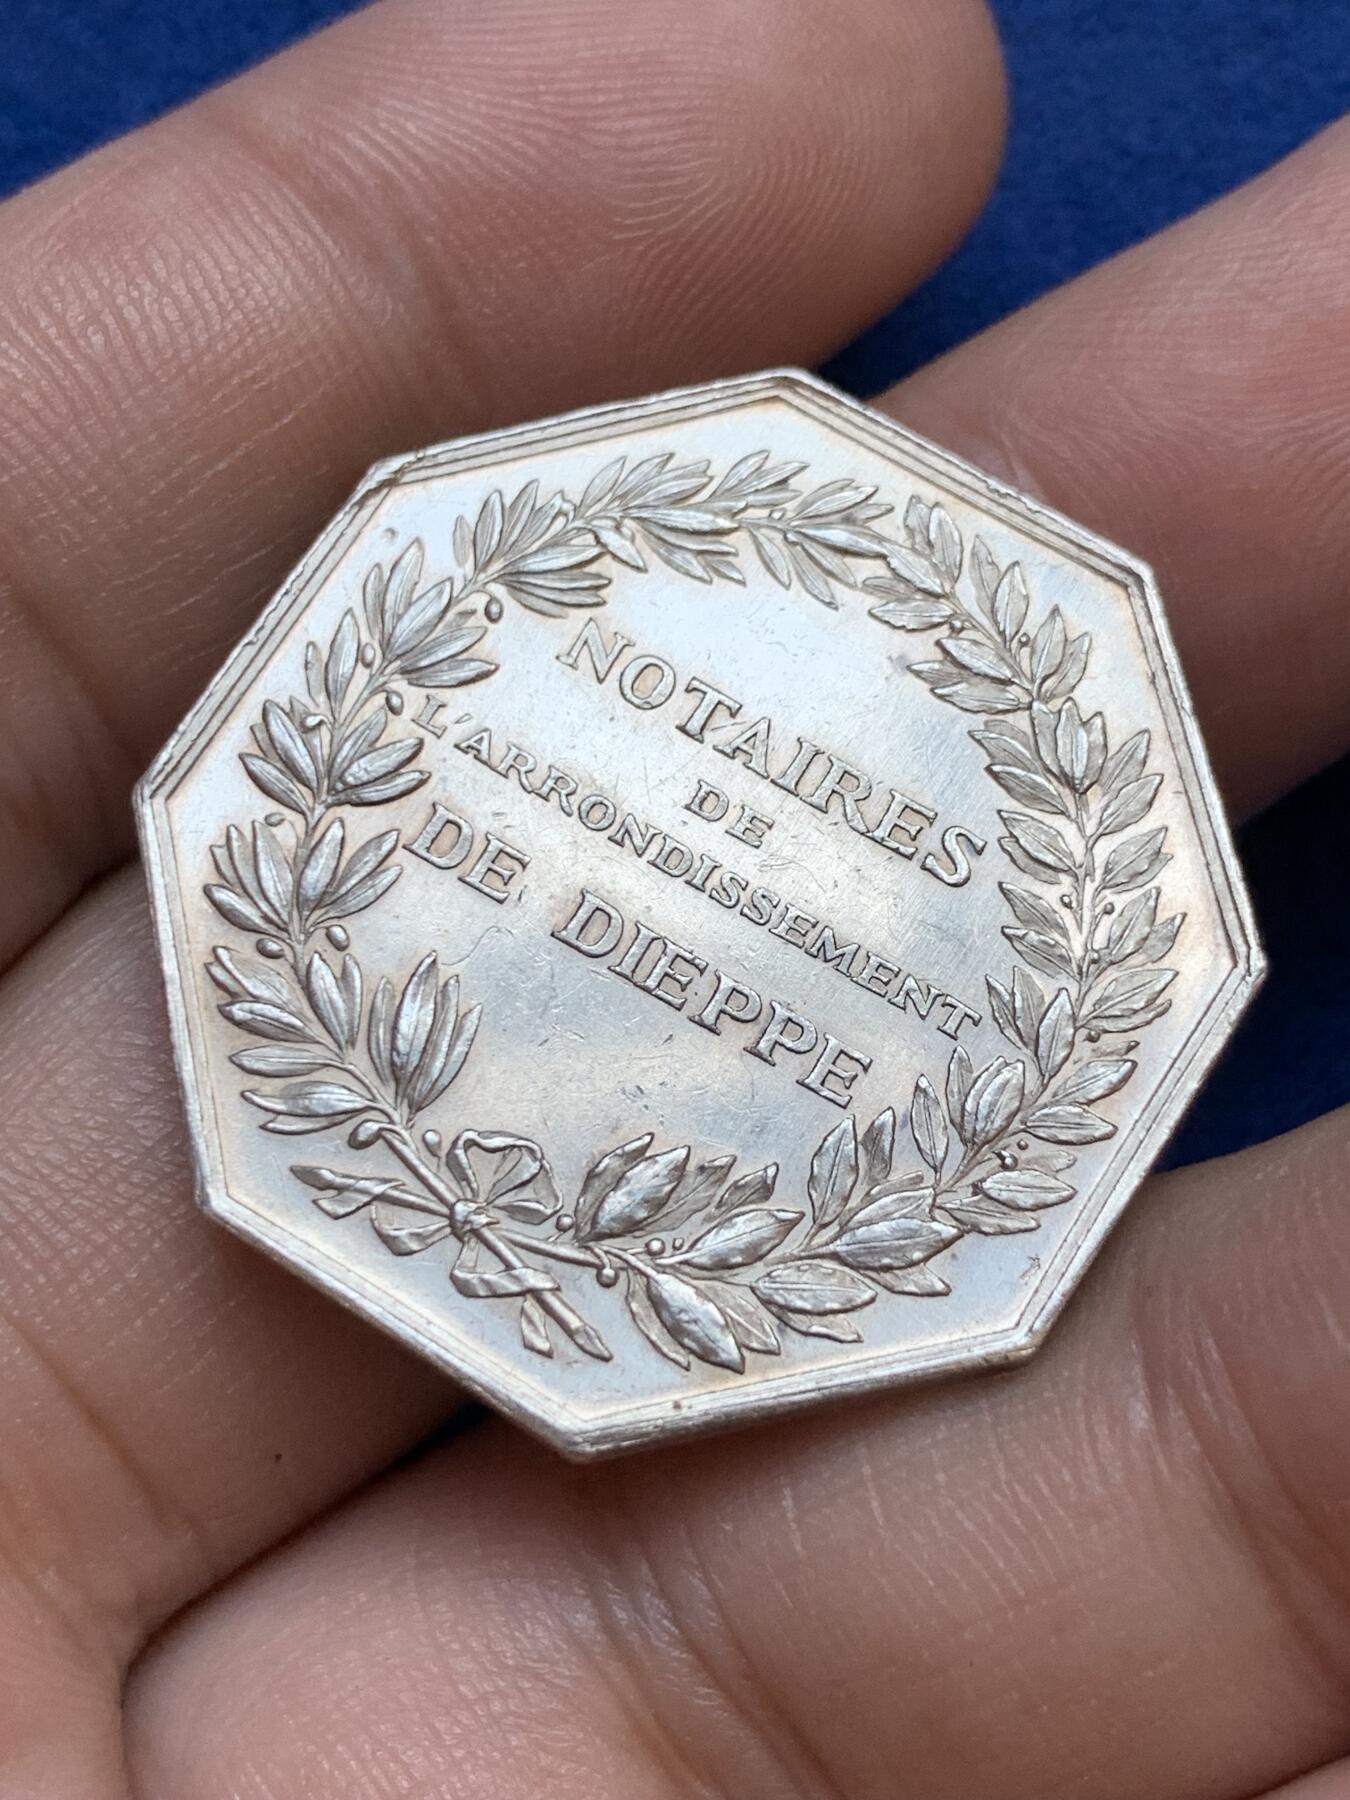 NOTAIRES
DE
L'ARRONDISSEMENT
DE DIEPPE